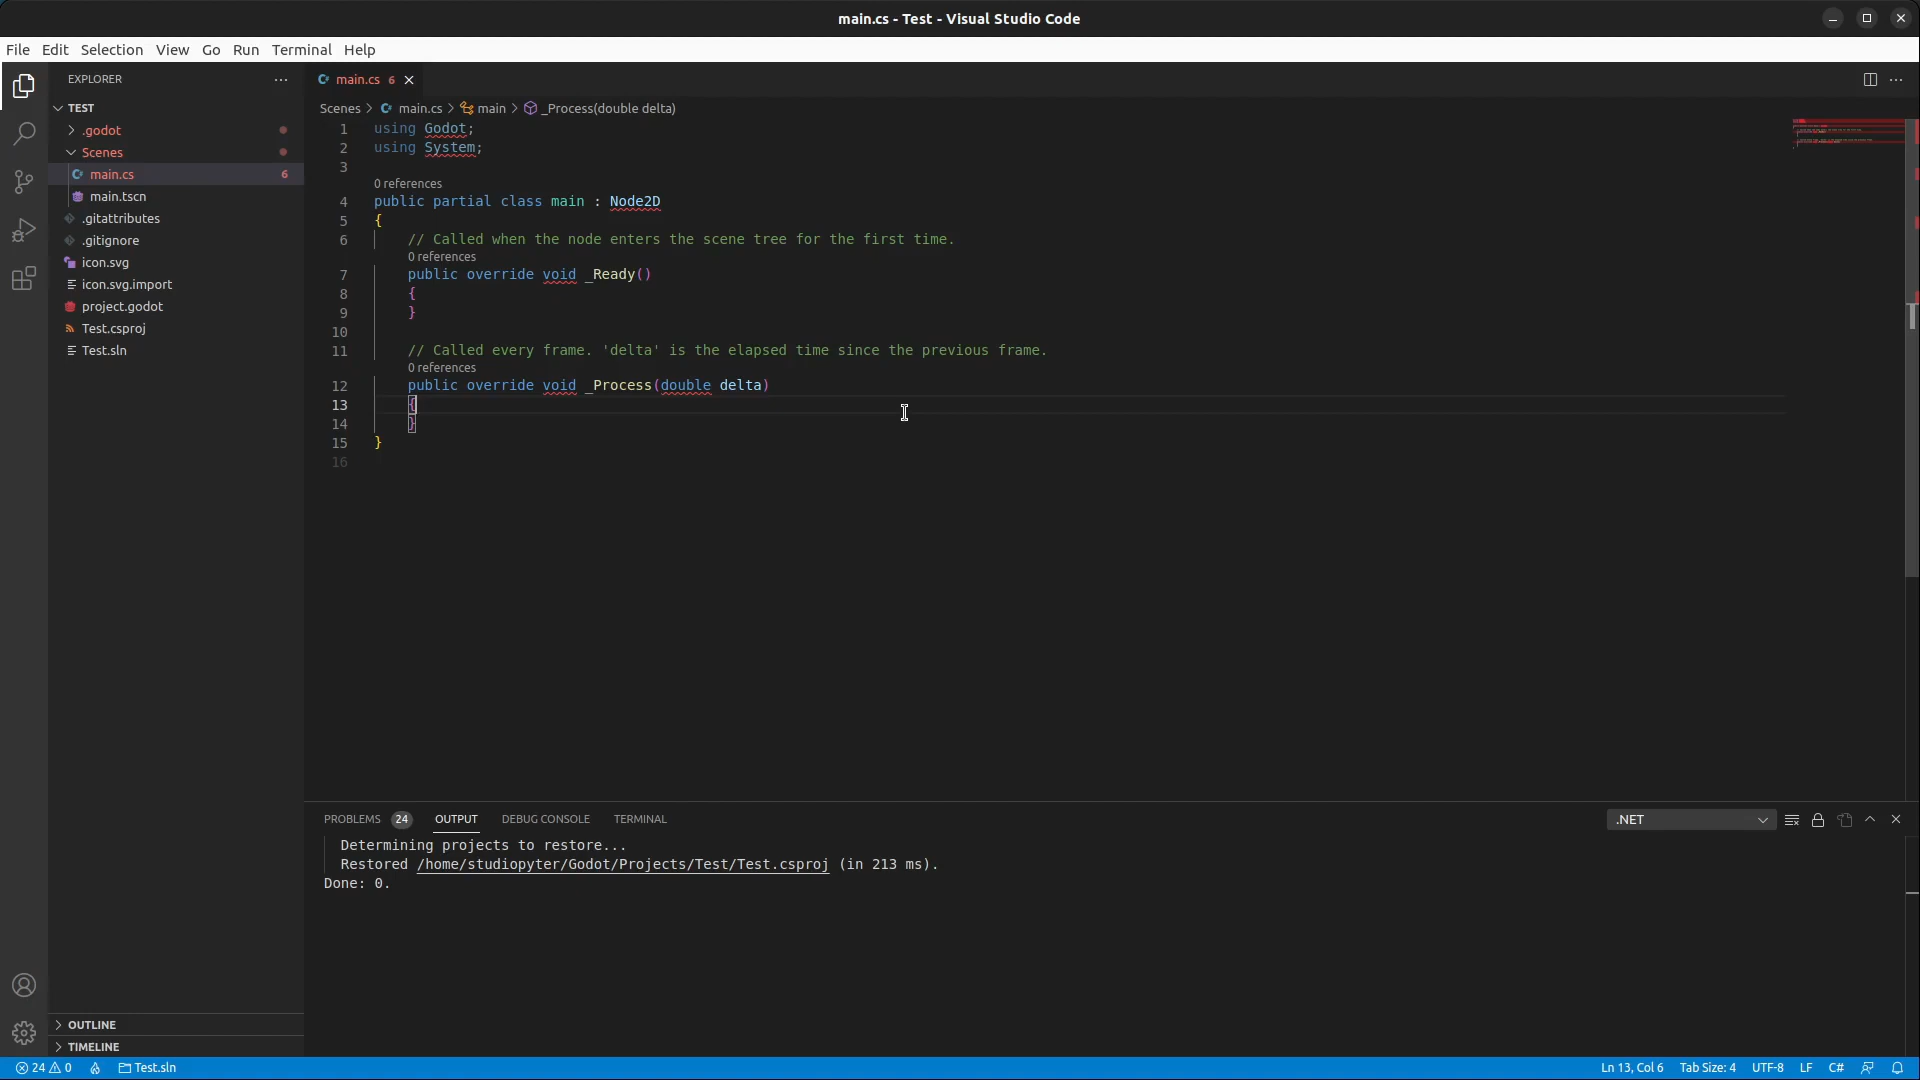 main.cs - Test - Visual Studio Code
File Edit Selection View Go Run Terminal Help
EXPLORER
TEST
.godot
Scenes
main.cs 6
main.tscn
.gitattributes
.gitignore
icon.svg
icon.svg.import
project.godot
Test.csproj
Test.sln
OUTLINE
TIMELINE
main.cs 6
Scenes > main.cs > main > _Process(double delta)
1 using Godot;
2 using System;
3
0 references
4 public partial class main : Node2D
5 {
6 // Called when the node enters the scene tree for the first time.
0 references
7 public override void _Ready()
8 {
9 }
10
11 // Called every frame. 'delta' is the elapsed time since the previous frame.
0 references
12 public override void _Process(double delta)
13 {
14 }
15 }
16
PROBLEMS 24 OUTPUT DEBUG CONSOLE TERMINAL .NET
Determining projects to restore...
Restored /home/studiopyter/Godot/Projects/Test/Test.csproj (in 213 ms).
Done: 0.
24 0 Test.sln Ln 13, Col 6 Tab Size: 4 UTF-8 LF C#